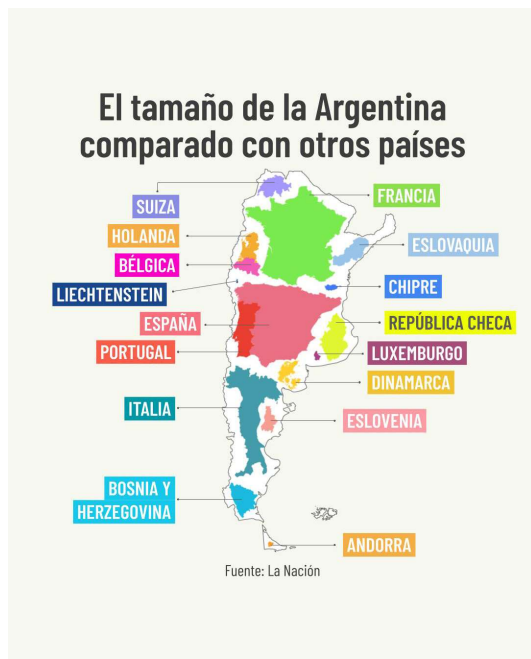 El tamaño de la Argentina
comparado con otros países
SUIZA
FRANCIA
HOLANDA
ESLOVAQUIA
BÉLGICA
LIECHTENSTEIN
CHIPRE
ESPAÑA
REPÚBLICA CHECA
PORTUGAL
LUXEMBURGO
DINAMARCA
ITALIA
ESLOVENIA
BOSNIA Y
HERZEGOVINA
ANDORRA
Fuente: La Nación